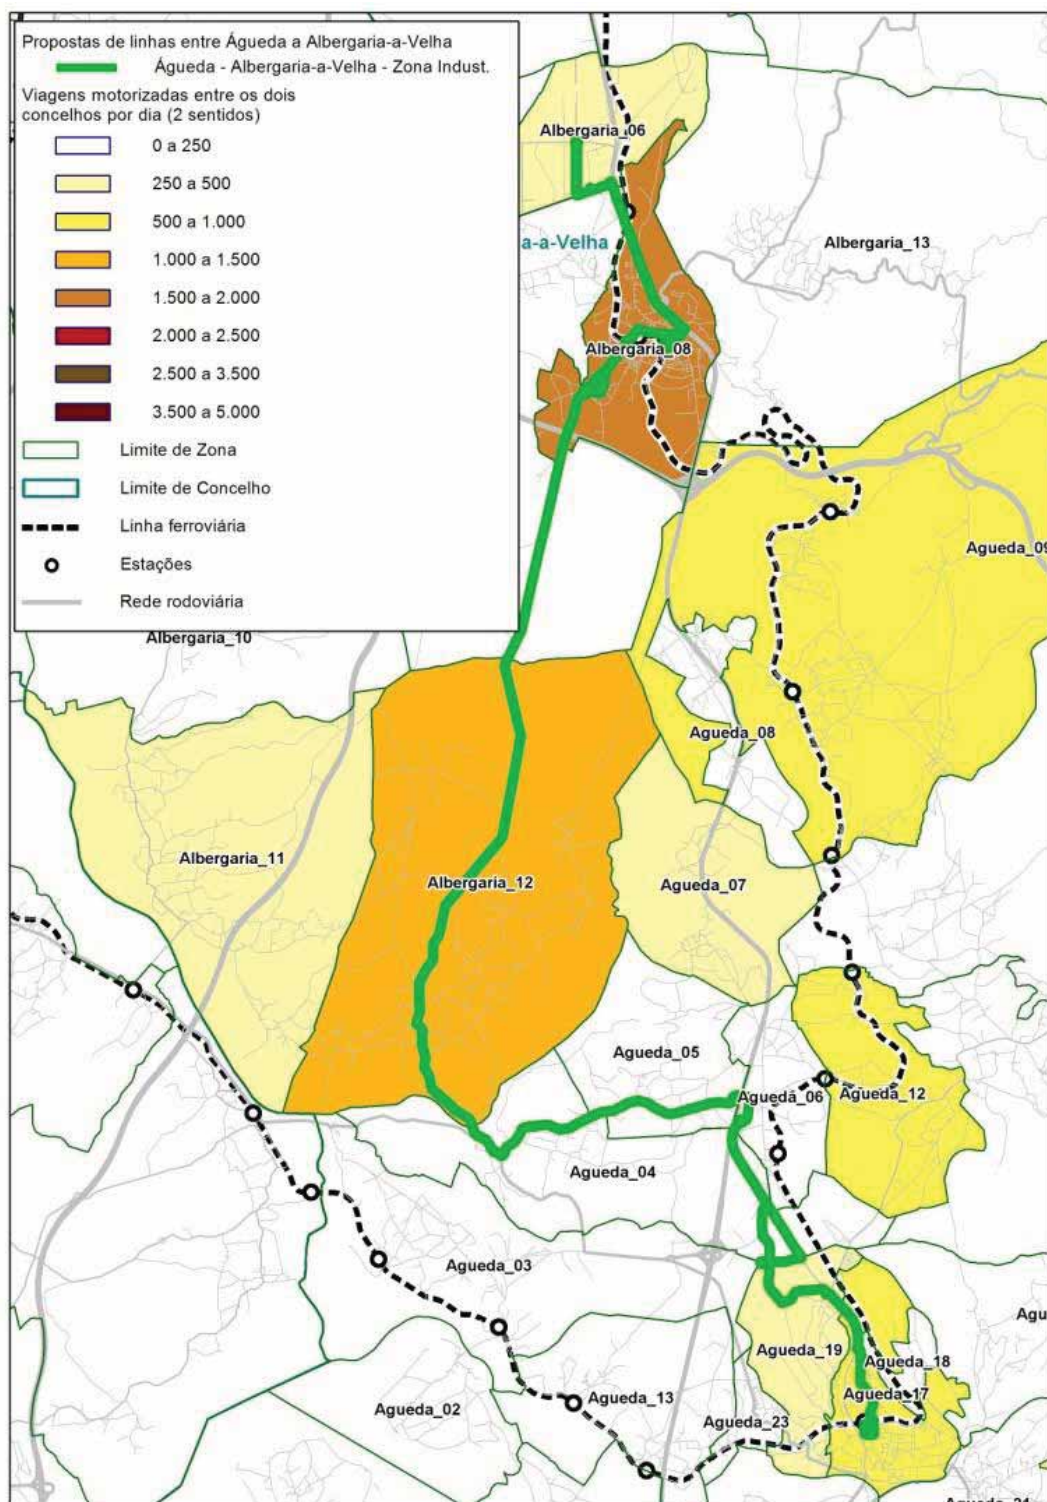 Propostas de linhas entre Águeda a Albergaria-a-Velha
Águeda - Albergaria-a-Velha - Zona Indust.
Viagens motorizadas entre os dois
concelhos por dia (2 sentidos)
0 a 250
250 a 500
500 a 1.000
1.000 a 1.500
1.500 a 2.000
2.000 a 2.500
2.500 a 3.500
3.500 a 5.000
Limite de Zona
Limite de Concelho
Linha ferroviária
Estações
Rede rodoviária
Albergaria_06
a-a-Velha
Albergaria_13
Albergaria_08
Agueda_09
Albergaria_10
Agueda_08
Albergaria_11
Albergaria_12
Agueda_07
Agueda_05
Agueda_06
Agueda_12
Agueda_04
Agueda_03
Agu
Agueda_19
Agueda_18
Agueda_17
Agueda_13
Agueda_02
Agueda_23